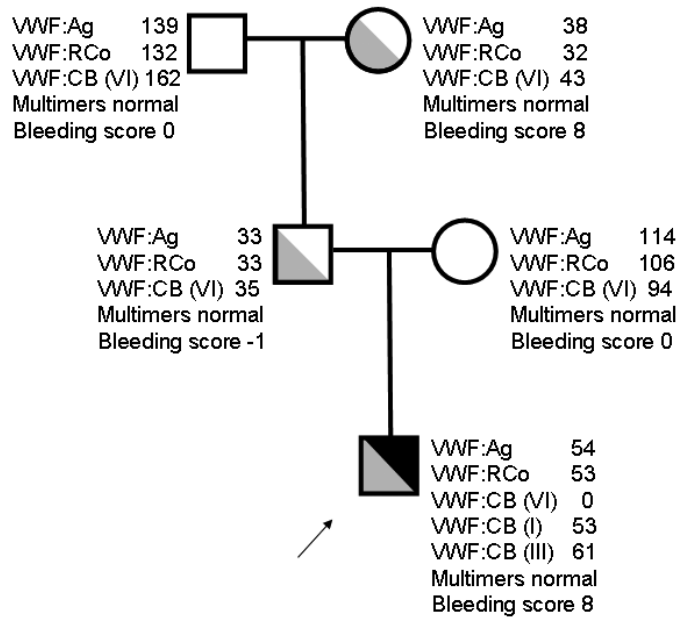 VWF:Ag 139
VWF:RCo 132
VWF:CB (VI) 162
Multimers normal
Bleeding score 0
VWF:Ag 38
VWF:RCo 32
VWF:CB (VI) 43
Multimers normal
Bleeding score 8
VWF:Ag 33
VWF:RCo 33
VWF:CB (VI) 35
Multimers normal
Bleeding score -1
VWF:Ag 114
VWF:RCo 106
VWF:CB (VI) 94
Multimers normal
Bleeding score 0
VWF:Ag 54
VWF:RCo 53
VWF:CB (VI) 0
VWF:CB (I) 53
VWF:CB (III) 61
Multimers normal
Bleeding score 8